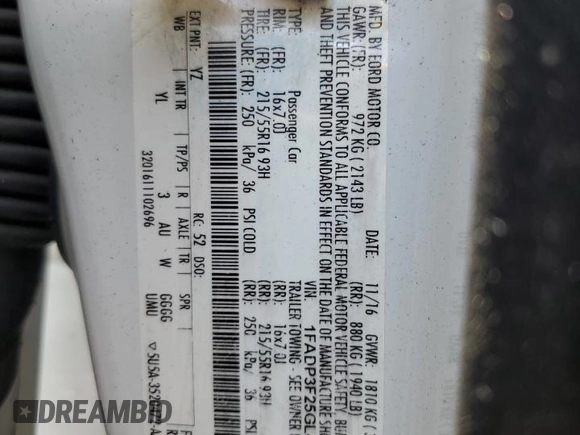 MFD. BY FORD MOTOR CO.
DATE: 11/16 GVWR: 1810 KG
GAWR: (FR) 972 KG ( 2143 LB) (RR) 880 KG ( 1940 LB)
THIS VEHICLE CONFORMS TO ALL APPLICABLE FEDERAL MOTOR VEHICLE SAFETY, BU
AND THEFT PREVENTION STANDARDS IN EFFECT ON THE DATE OF MANUFACTURE SH
VIN: 1FADP3F25GL
Passenger Car TRAILER TOWING - SEE OWNER
RIM (FR): 16x7.0J (RR): 16x7.0J
TIRE (FR): 215/55R16 93H (RR): 215/55R16 93H
PRESSURE: (FR): 250 kPa/ 36 PSI COLD (RR): 250 kPa/ 36 PSI
EXT PNT: YZ RC: 52 DSO:
WB INT TR TP/PS R AXLE TR SPR
YL 3 AU W GGGG UMU
3201611102696
DREAMBID